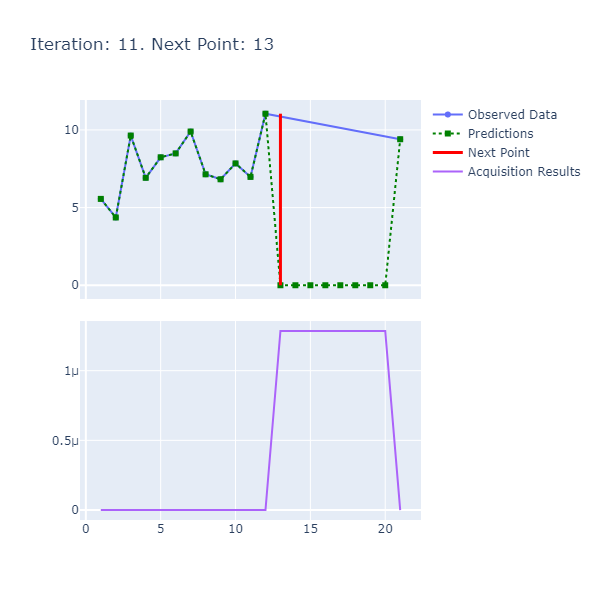 Iteration: 11. Next Point: 13
Observed Data
Predictions
Next Point
Acquisition Results
10
5
0
1μ
0.5μ
0
0
5
10
15
20